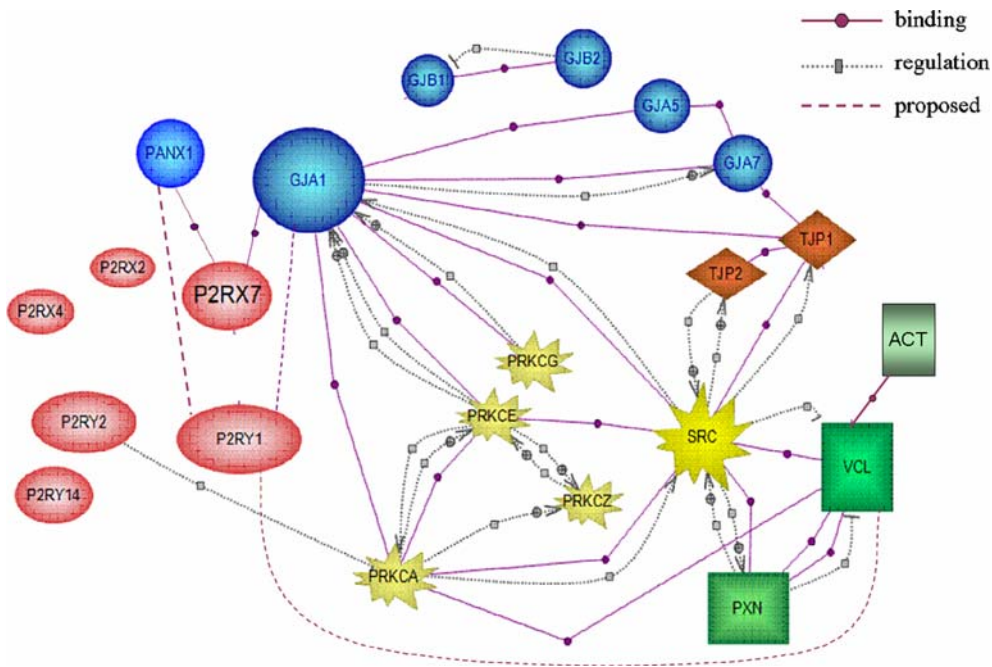 binding
regulation
proposed
GJB1
GJB2
GJA5
PANX1
GJA1
GJA7
TJP1
TJP2
P2RX2
P2RX7
P2RX4
ACT
PRKCG
P2RY2
P2RY1
PRKCE
SRC
VCL
P2RY14
PRKCZ
PRKCA
PXN